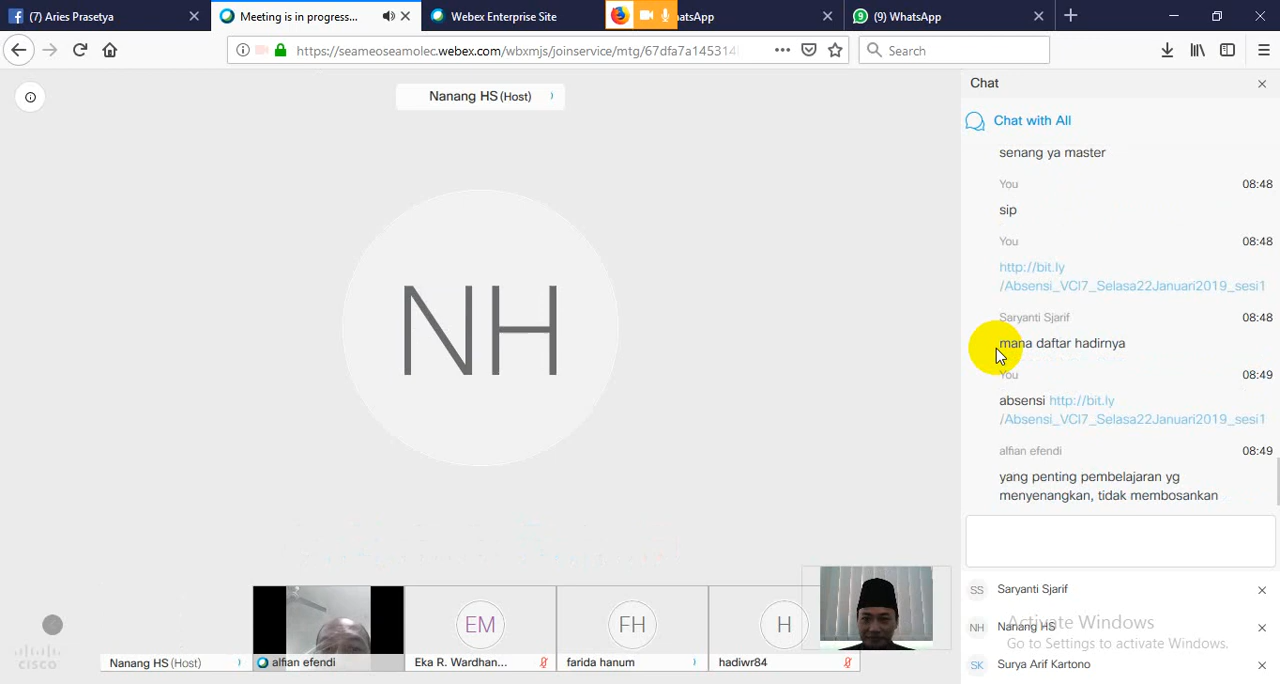 (7) Aries Prasetya
Meeting is in progress...
Webex Enterprise Site
atsApp
(9) WhatsApp
https://seameoseamolec.webex.com/wbxmjs/joinservice/mtg/67dfa7a145314
Search
Nanang HS (Host)
NH
Chat
Chat with All
senang ya master
You 08:48
sip
You 08:48
http://bit.ly
/Absensi_VCI7_Selasa22Januari2019_sesi1
Saryanti Sjarif 08:48
mana daftar hadirnya
You 08:49
absensi http://bit.ly
/Absensi_VCI7_Selasa22Januari2019_sesi1
alfian efendi 08:49
yang penting pembelajaran yg
menyenangkan, tidak membosankan
SS Saryanti Sjarif
NH Nanang HS
SK Surya Arif Kartono
Activate Windows
Go to Settings to activate Windows.
EM
FH
H
Nanang HS (Host)
alfian efendi
Eka R. Wardhan...
farida hanum
hadiwr84
cisco